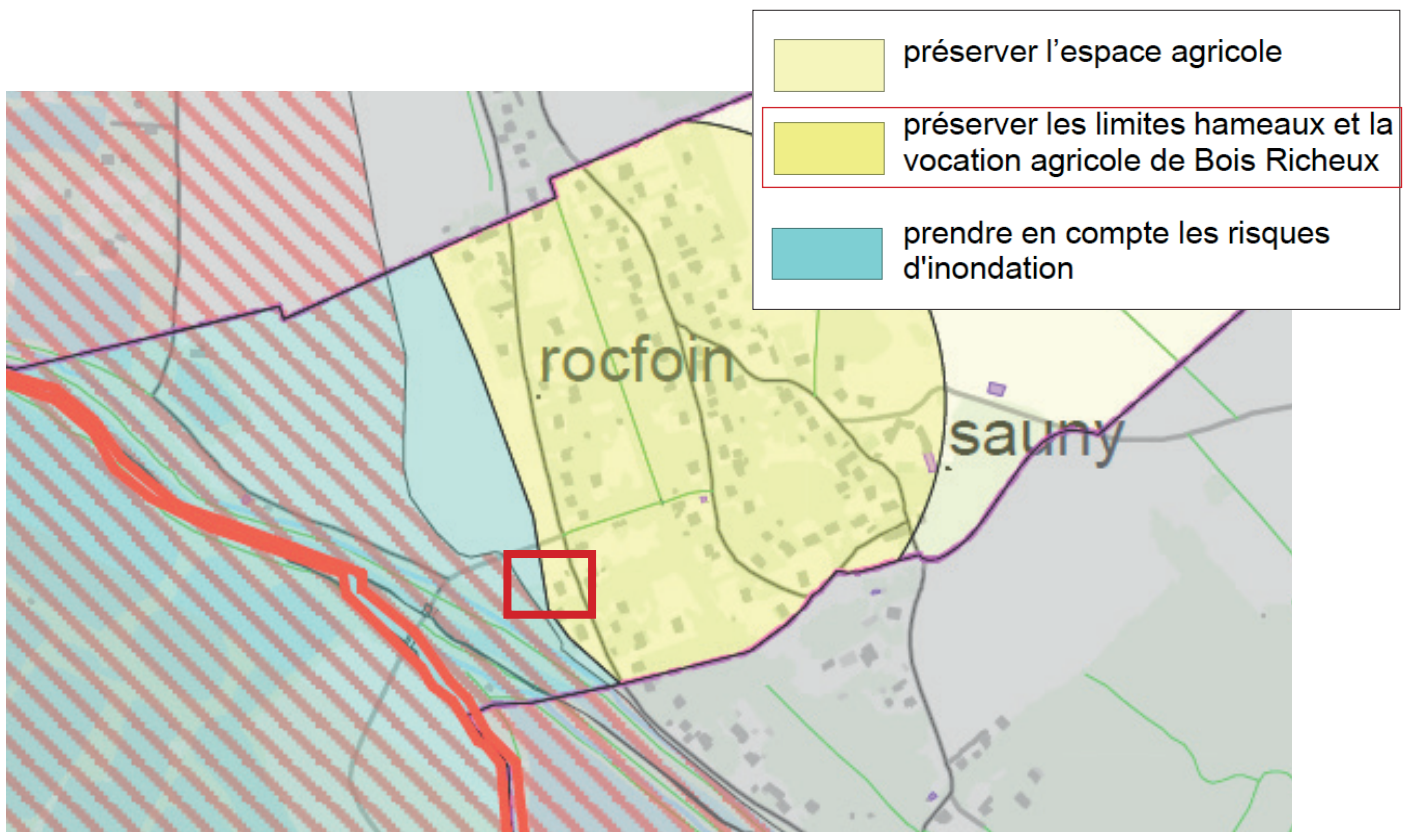 préserver l’espace agricole
préserver les limites hameaux et la
vocation agricole de Bois Richeux
prendre en compte les risques
d'inondation
rocfoin
sauny